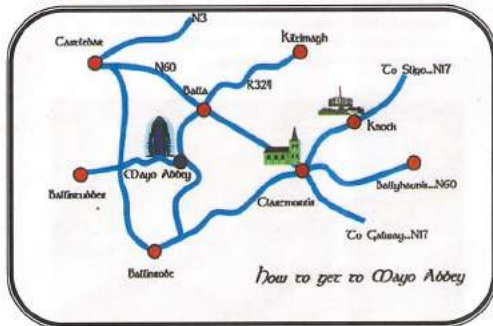 N3
Castlebar
Kiltimagh
N60
R324
To Sligo...N17
Balla
Knock
Mayo Abbey
Ballintubber
Claremorris
Ballyhaunis...N60
To Galway...N17
Ballinrobe
How to get to Mayo Abbey